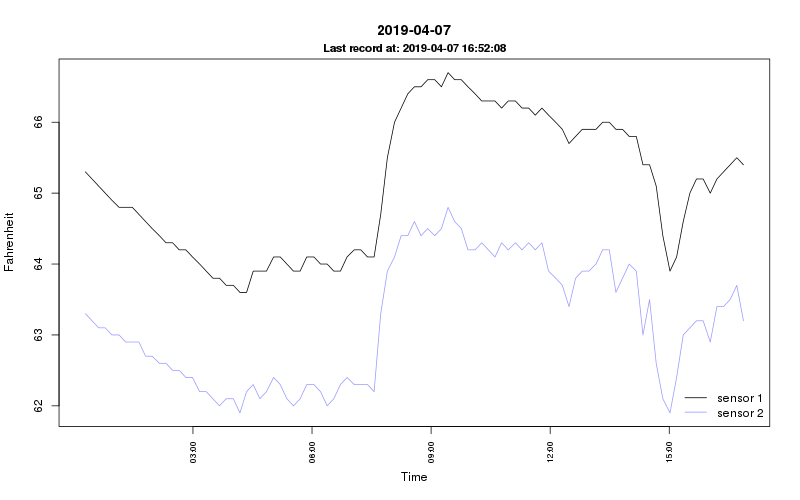 2019-04-07
Last record at: 2019-04-07 16:52:08
Fahrenheit
66
65
64
63
62
03:00
06:00
09:00
12:00
15:00
Time
sensor 1
sensor 2